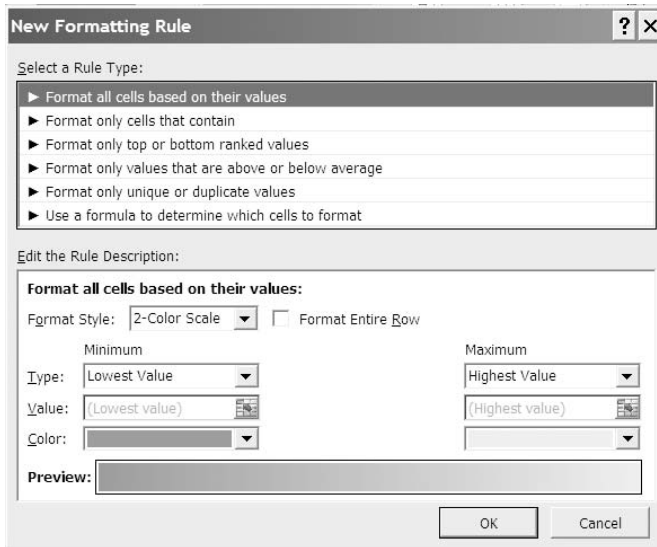 New Formatting Rule ? X
Select a Rule Type:
► Format all cells based on their values
► Format only cells that contain
► Format only top or bottom ranked values
► Format only values that are above or below average
► Format only unique or duplicate values
► Use a formula to determine which cells to format
Edit the Rule Description:
Format all cells based on their values:
Format Style: 2-Color Scale Format Entire Row
Minimum Maximum
Type: Lowest Value Highest Value
Value: (Lowest value) (Highest value)
Color:
Preview:
OK Cancel